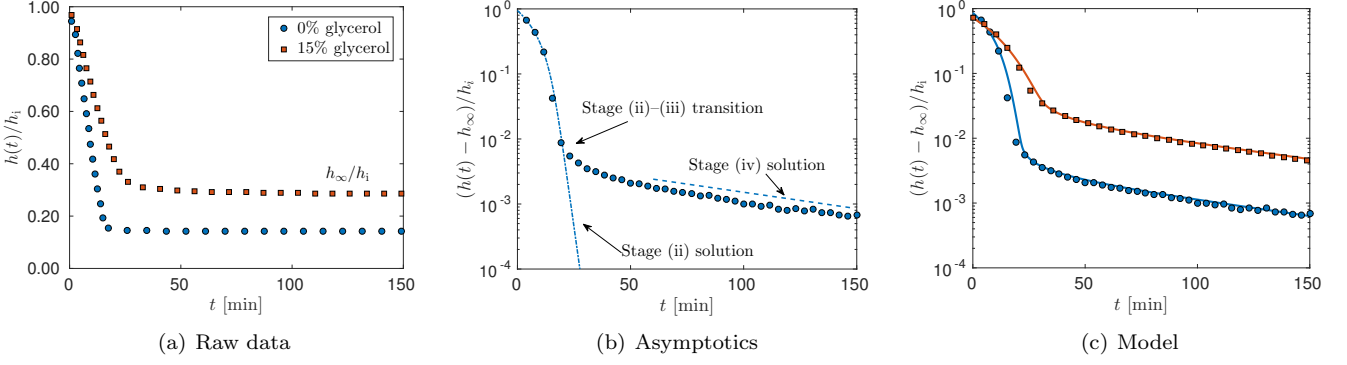 1.00
0.80
0.60
0.40
0.20
0.00
h(t)/h_i
0% glycerol
15% glycerol
h_∞/h_i
0 50 100 150
t [min]
(a) Raw data
10^0
10^-1
10^-2
10^-3
10^-4
(h(t) − h_∞)/h_i
Stage (ii)–(iii) transition
Stage (iv) solution
Stage (ii) solution
0 50 100 150
t [min]
(b) Asymptotics
10^0
10^-1
10^-2
10^-3
10^-4
(h(t) − h_∞)/h_i
0 50 100 150
t [min]
(c) Model